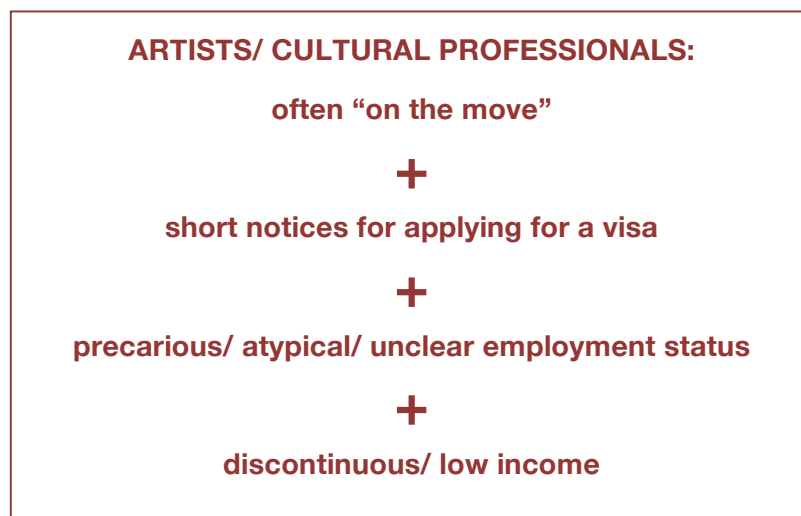 ARTISTS/ CULTURAL PROFESSIONALS:
often “on the move”
+
short notices for applying for a visa
+
precarious/ atypical/ unclear employment status
+
discontinuous/ low income